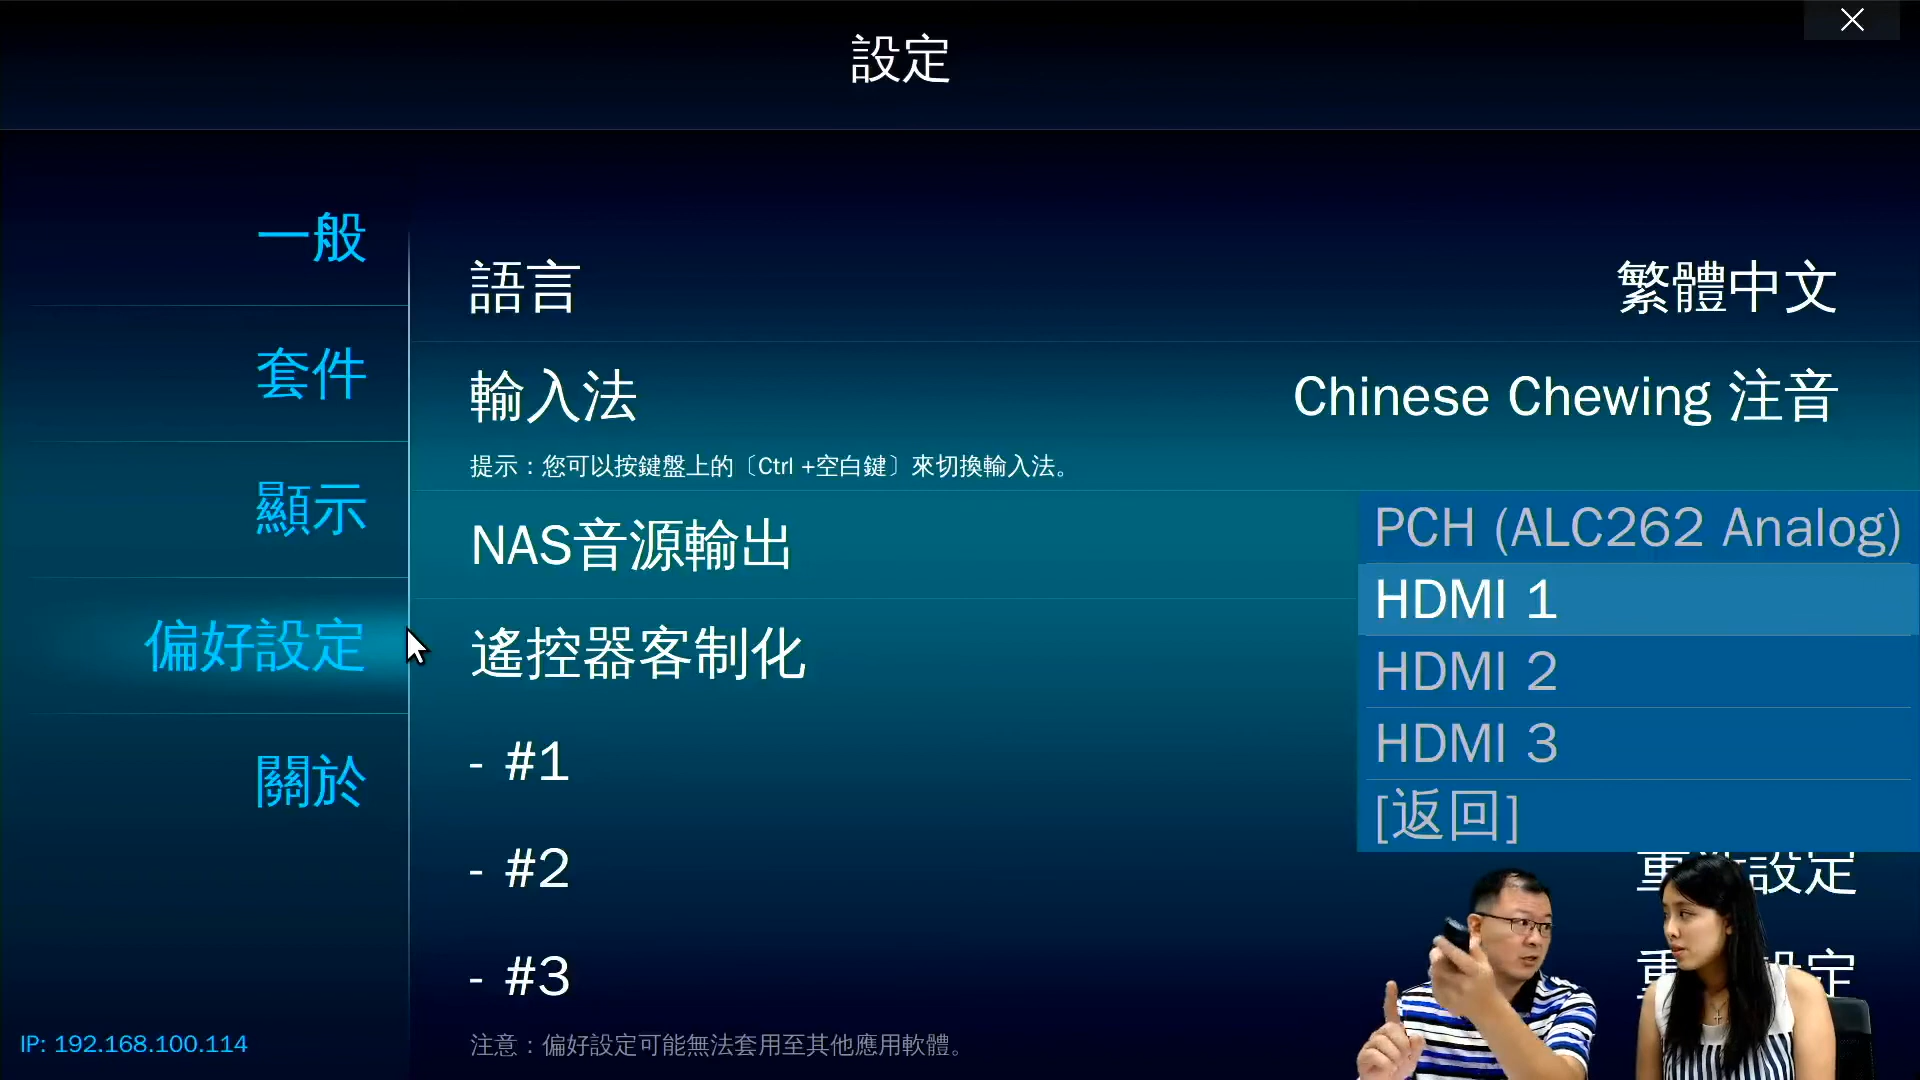 設定
一般
套件
顯示
偏好設定
關於
IP: 192.168.100.114
語言
繁體中文
輸入法
Chinese Chewing 注音
提示：您可以按鍵盤上的〔Ctrl +空白鍵〕來切換輸入法。
NAS音源輸出
PCH (ALC262 Analog)
HDMI 1
HDMI 2
HDMI 3
[返回]
遙控器客制化
- #1
- #2
- #3
注意：偏好設定可能無法套用至其他應用軟體。